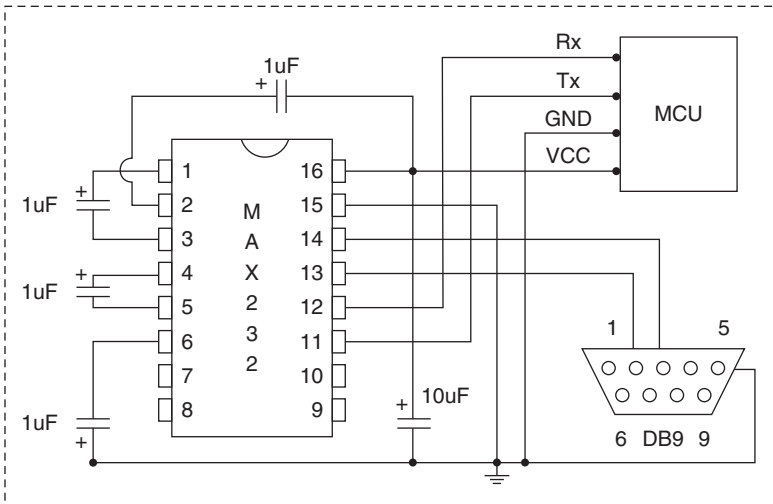 Rx
1uF
+
Tx
MCU
GND
VCC
1 16
+
1uF
2 M 15
3 A 14
+
4 X 13
1uF
5 2 12
6 3 11
1 5
7 2 10
+ 10uF
8 9
1uF
+
6 DB9 9